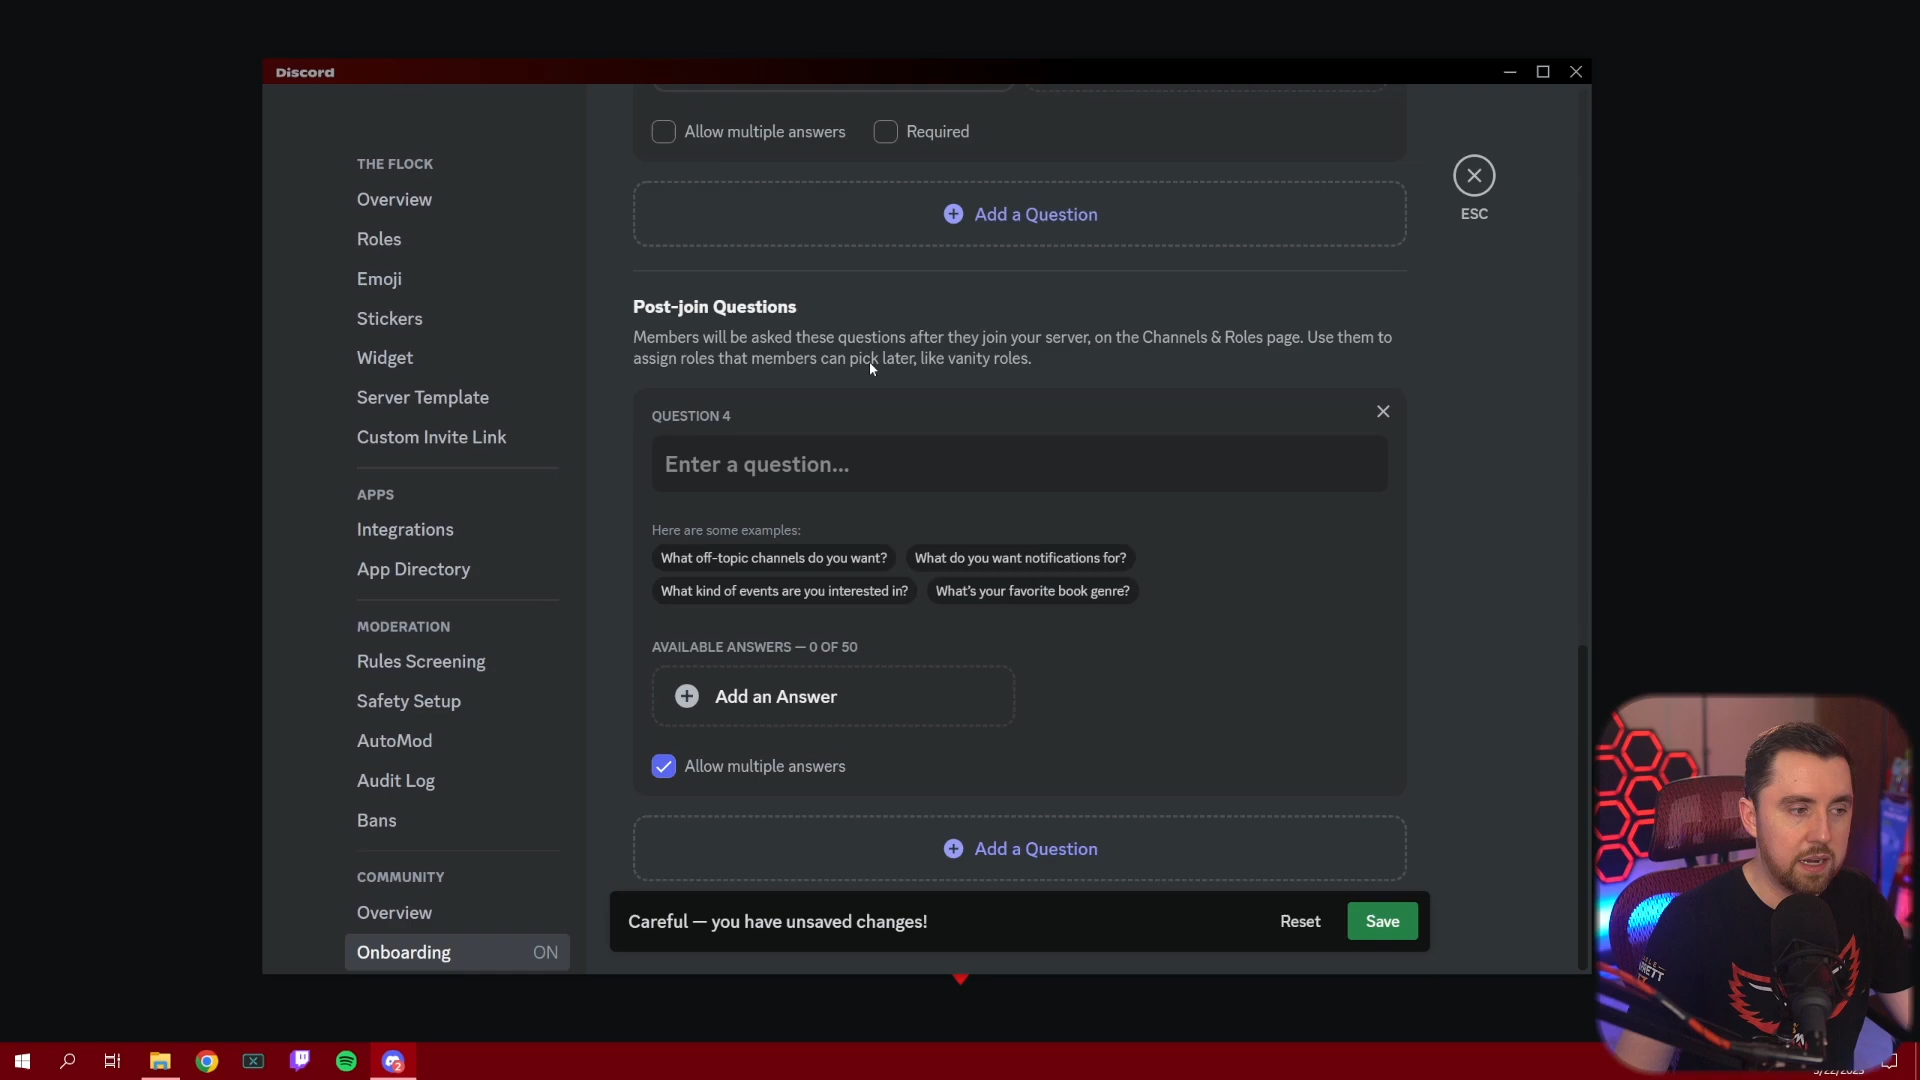 Discord
THE FLOCK
Overview
Roles
Emoji
Stickers
Widget
Server Template
Custom Invite Link
APPS
Integrations
App Directory
MODERATION
Rules Screening
Safety Setup
AutoMod
Audit Log
Bans
COMMUNITY
Overview
Onboarding ON
Allow multiple answers Required
Add a Question
ESC
Post-join Questions
Members will be asked these questions after they join your server, on the Channels & Roles page. Use them to
assign roles that members can pick later, like vanity roles.
QUESTION 4
Enter a question...
Here are some examples:
What off-topic channels do you want? What do you want notifications for?
What kind of events are you interested in? What's your favorite book genre?
AVAILABLE ANSWERS — 0 OF 50
Add an Answer
Allow multiple answers
Add a Question
Careful — you have unsaved changes! Reset Save
2